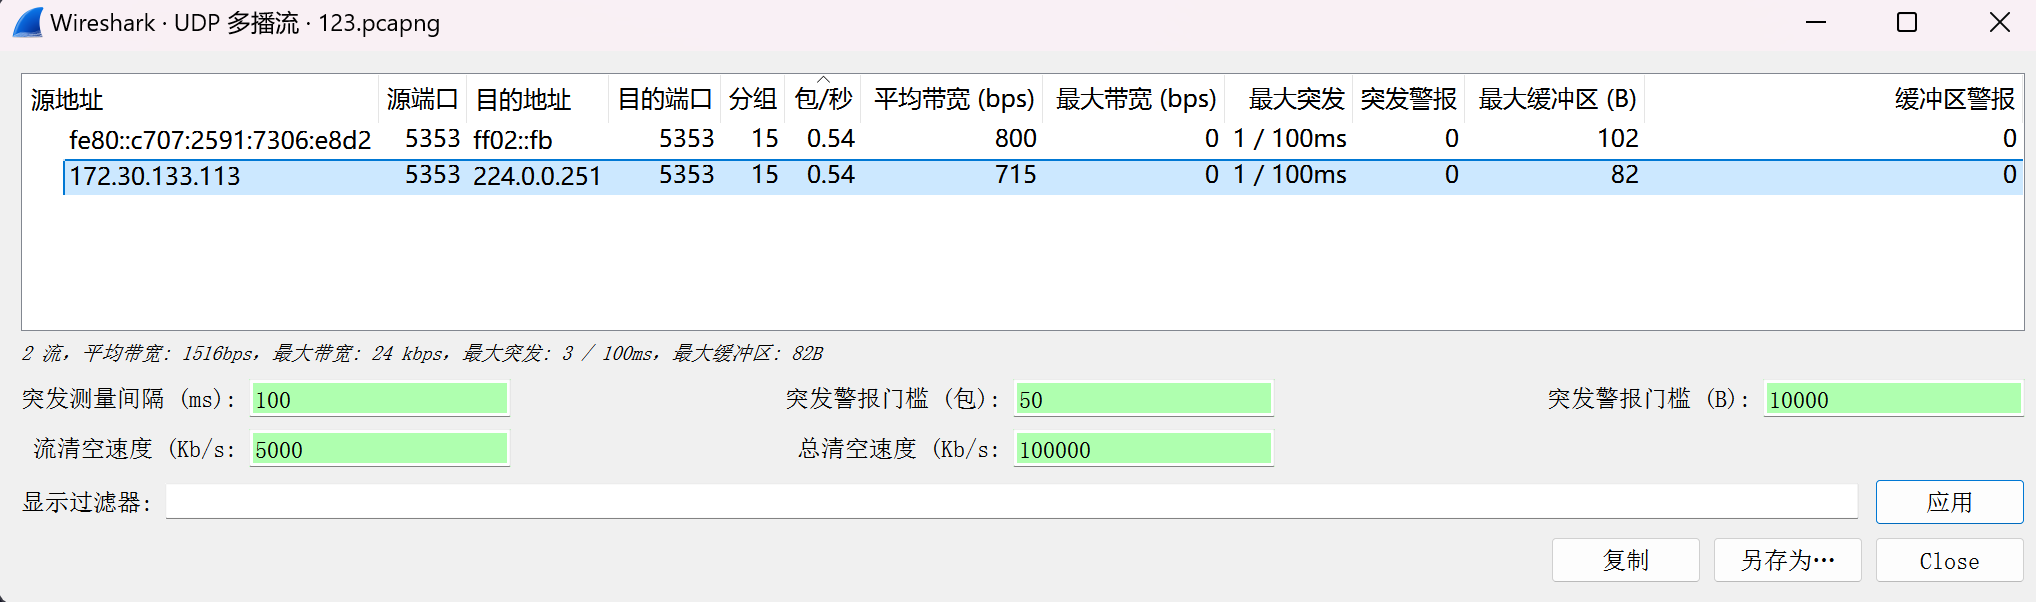 Wireshark · UDP 多播流 · 123.pcapng
源地址 源端口 目的地址 目的端口 分组 包/秒 平均带宽 (bps) 最大带宽 (bps) 最大突发 突发警报 最大缓冲区 (B) 缓冲区警报
fe80::c707:2591:7306:e8d2 5353 ff02::fb 5353 15 0.54 800 0 1 / 100ms 0 102 0
172.30.133.113 5353 224.0.0.251 5353 15 0.54 715 0 1 / 100ms 0 82 0
2 流, 平均带宽: 1516bps, 最大带宽: 24 kbps, 最大突发: 3 / 100ms, 最大缓冲区: 82B
突发测量间隔 (ms): 100 突发警报门槛 (包): 50 突发警报门槛 (B): 10000
流清空速度 (Kb/s: 5000 总清空速度 (Kb/s: 100000
显示过滤器: 应用
复制 另存为… Close